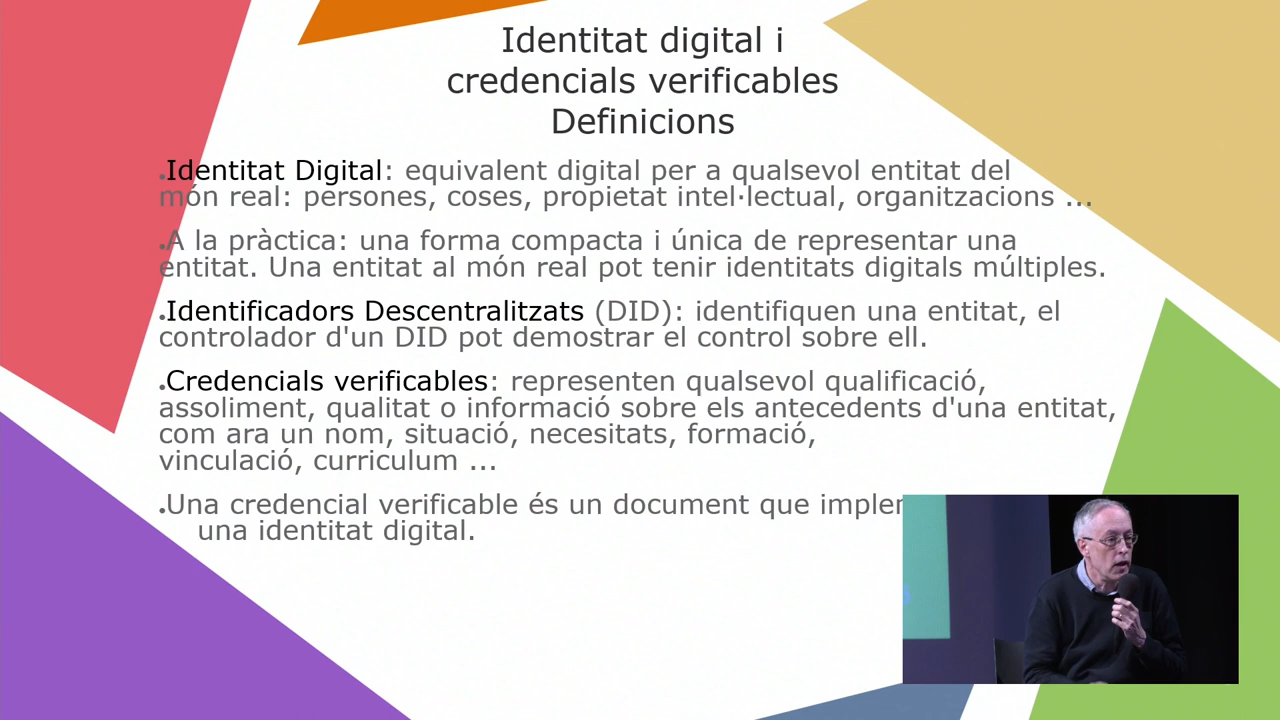 Identitat digital i
credencials verificables
Definicions
•Identitat Digital: equivalent digital per a qualsevol entitat del
món real: persones, coses, propietat intel·lectual, organitzacions ...
•A la pràctica: una forma compacta i única de representar una
entitat. Una entitat al món real pot tenir identitats digitals múltiples.
•Identificadors Descentralitzats (DID): identifiquen una entitat, el
controlador d'un DID pot demostrar el control sobre ell.
•Credencials verificables: representen qualsevol qualificació,
assoliment, qualitat o informació sobre els antecedents d'una entitat,
com ara un nom, situació, necesitats, formació,
vinculació, curriculum ...
•Una credencial verificable és un document que
una identitat digital.